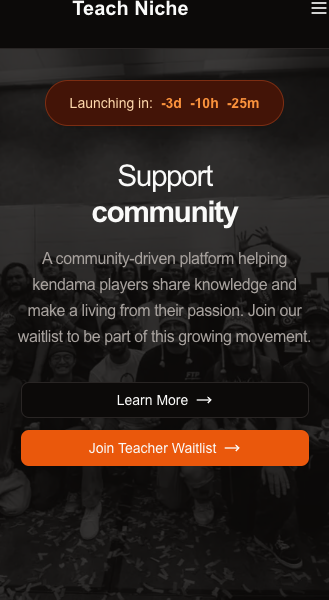 Teach Niche
Launching in: -3d -10h -25m
Support
community
A community-driven platform helping
kendama players share knowledge and
make a living from their passion. Join our
waitlist to be part of this growing movement.
Learn More →
Join Teacher Waitlist →